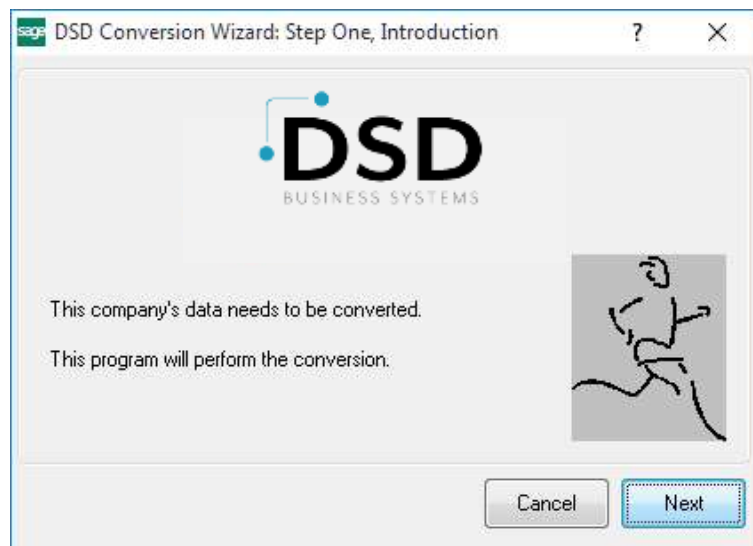 sage DSD Conversion Wizard: Step One, Introduction ? X
DSD
BUSINESS SYSTEMS
This company's data needs to be converted.
This program will perform the conversion.
Cancel Next